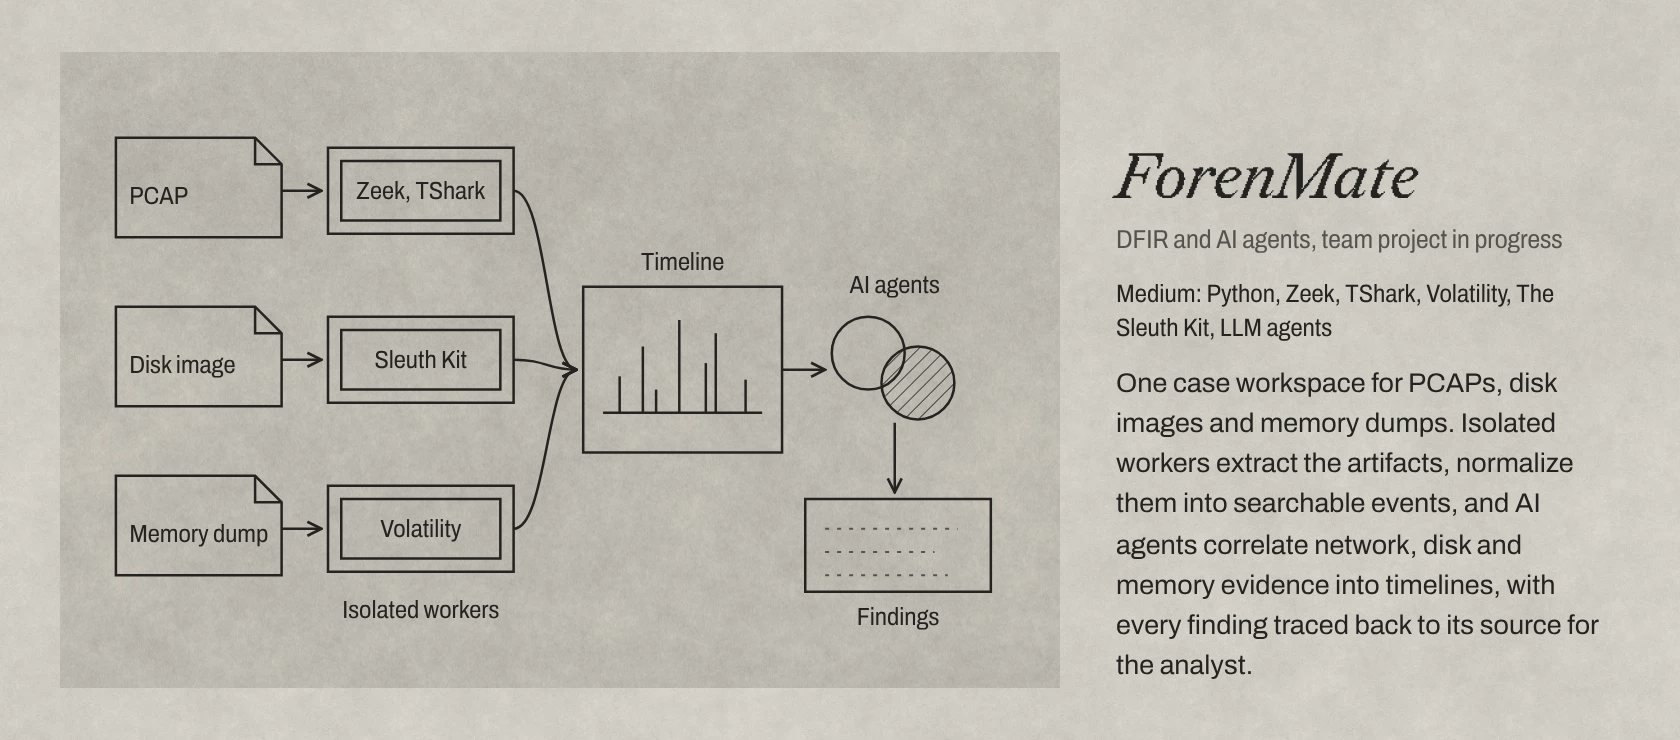 PCAP
Zeek, TShark
Timeline
AI agents
Disk image
Sleuth Kit
Memory dump
Volatility
Isolated workers
Findings
ForenMate
DFIR and AI agents, team project in progress
Medium: Python, Zeek, TShark, Volatility, The
Sleuth Kit, LLM agents
One case workspace for PCAPs, disk
images and memory dumps. Isolated
workers extract the artifacts, normalize
them into searchable events, and AI
agents correlate network, disk and
memory evidence into timelines, with
every finding traced back to its source for
the analyst.